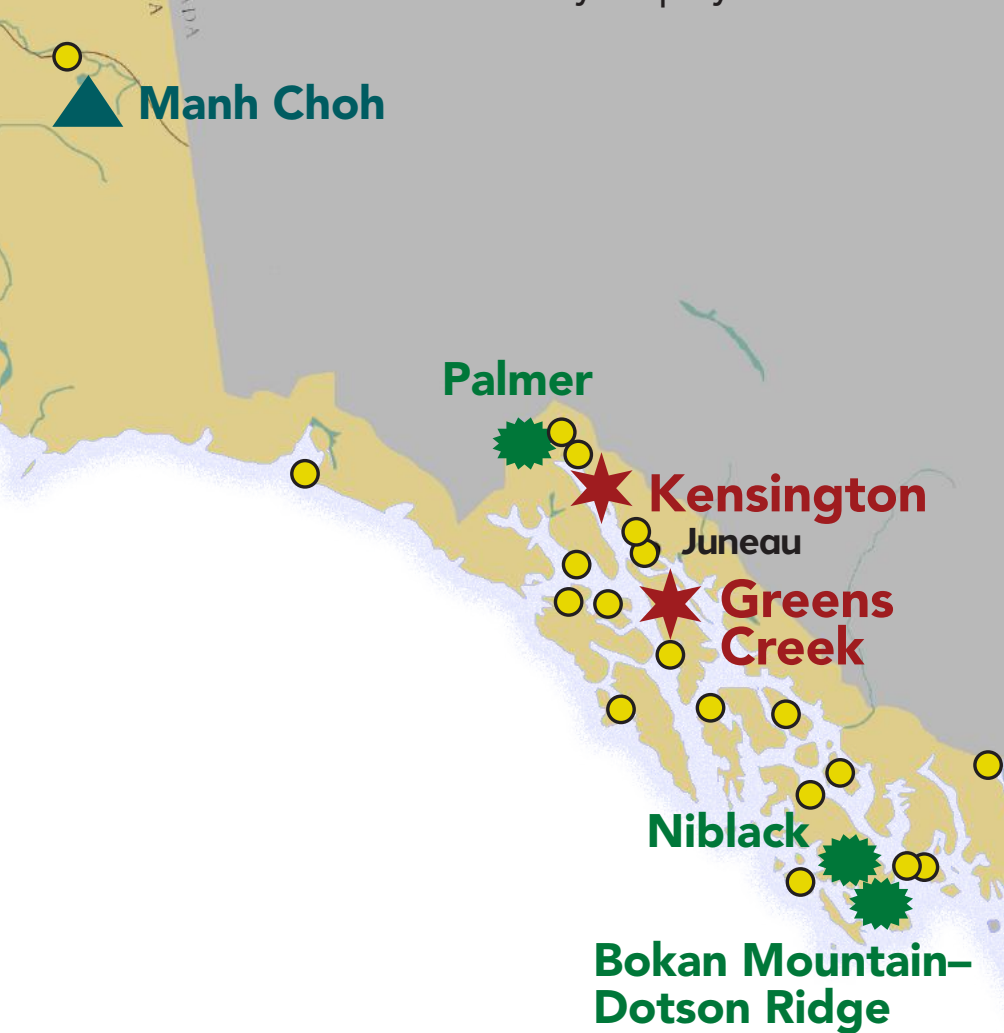 Manh Choh
Palmer
Kensington
Juneau
Greens
Creek
Niblack
Bokan Mountain–
Dotson Ridge